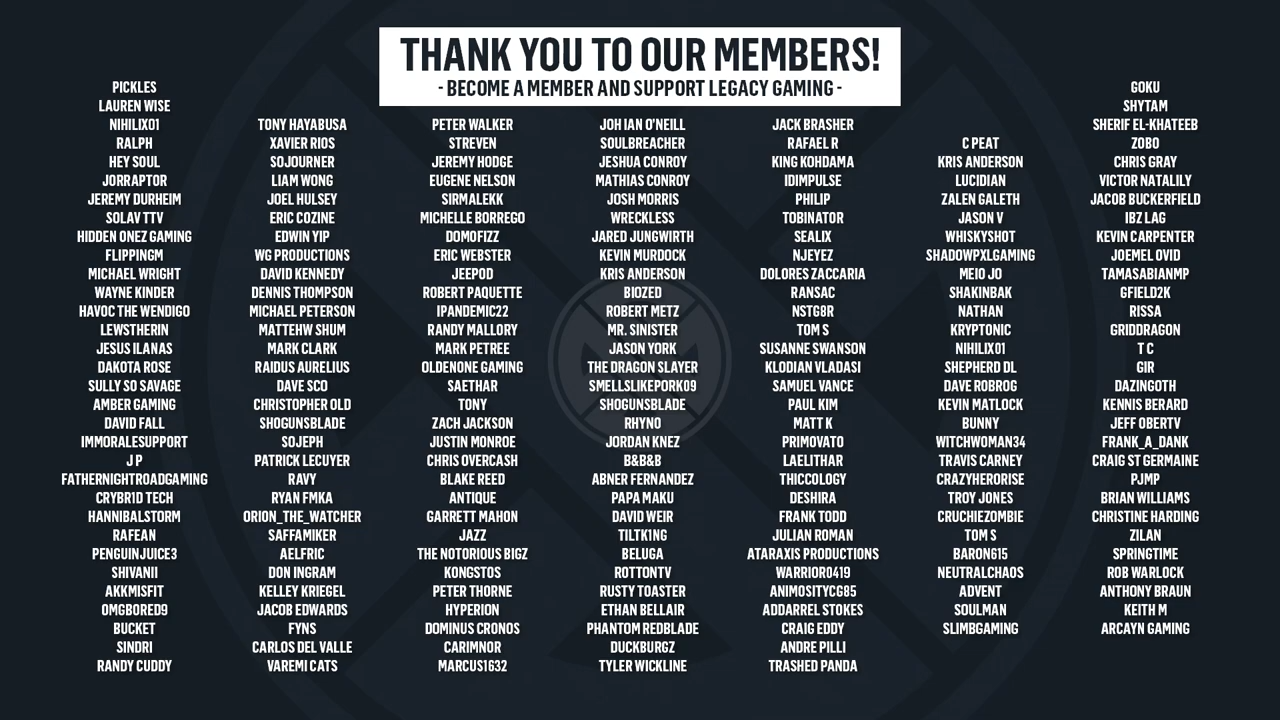 THANK YOU TO OUR MEMBERS!
- BECOME A MEMBER AND SUPPORT LEGACY GAMING -
PICKLES
LAUREN WISE
NIHILIX01
RALPH
HEY SOUL
JORRAPTOR
JEREMY DURHEIM
SOLAV TTV
HIDDEN ONEZ GAMING
FLIPPINGM
MICHAEL WRIGHT
WAYNE KINDER
HAVOC THE WENDIGO
LEWSTHERIN
JESUS ILANAS
DAKOTA ROSE
SULLY SO SAVAGE
AMBER GAMING
DAVID FALL
IMMORALESUPPORT
J P
FATHERNIGHTROADGAMING
CRYBR1D TECH
HANNIBALSTORM
RAFEAN
PENGUINJUICE3
SHIVANII
AKKMISFIT
OMGBORED9
BUCKET
SINDRI
RANDY CUDDY
TONY HAYABUSA
XAVIER RIOS
SOJOURNER
LIAM WONG
JOEL HULSEY
ERIC COZINE
EDWIN YIP
WG PRODUCTIONS
DAVID KENNEDY
DENNIS THOMPSON
MICHAEL PETERSON
MATTEHW SHUM
MARK CLARK
RAIDUS AURELIUS
DAVE SCO
CHRISTOPHER OLD
SHOGUNSBLADE
SOJEPH
PATRICK LECUYER
RAVY
RYAN FMKA
ORION_THE_WATCHER
SAFFAMIKER
AELFRIC
DON INGRAM
KELLEY KRIEGEL
JACOB EDWARDS
FYNS
CARLOS DEL VALLE
VAREMI CATS
PETER WALKER
STREVEN
JEREMY HODGE
EUGENE NELSON
SIRMALEKK
MICHELLE BORREGO
DOMOFIZZ
ERIC WEBSTER
JEEPOD
ROBERT PAQUETTE
IPANDEMIC22
RANDY MALLORY
MARK PETREE
OLDENONE GAMING
SAETHAR
TONY
ZACH JACKSON
JUSTIN MONROE
CHRIS OVERCASH
BLAKE REED
ANTIQUE
GARRETT MAHON
JAZZ
THE NOTORIOUS BIGZ
KONGSTOS
PETER THORNE
HYPERION
DOMINUS CRONOS
CARIMNOR
MARCUS1632
JOH IAN O'NEILL
SOULBREACHER
JESHUA CONROY
MATHIAS CONROY
JOSH MORRIS
WRECKLESS
JARED JUNGWIRTH
KEVIN MURDOCK
KRIS ANDERSON
BIOZED
ROBERT METZ
MR. SINISTER
JASON YORK
THE DRAGON SLAYER
SMELLSLIKEPORK09
SHOGUNSBLADE
RHYNO
JORDAN KNEZ
B&B&B
ABNER FERNANDEZ
PAPA MAKU
DAVID WEIR
TILTK1NG
BELUGA
ROTTONTV
RUSTY TOASTER
ETHAN BELLAIR
PHANTOM REDBLADE
DUCKBURGZ
TYLER WICKLINE
JACK BRASHER
RAFAEL R
KING KOHDAMA
IDIMPULSE
PHILIP
TOBINATOR
SEALIX
NJEYEZ
DOLORES ZACCARIA
RANSAC
NSTG8R
TOM S
SUSANNE SWANSON
KLODIAN VLADASI
SAMUEL VANCE
PAUL KIM
MATT K
PRIMOVATO
LAELITHAR
THICCOLOGY
DESHIRA
FRANK TODD
JULIAN ROMAN
ATARAXIS PRODUCTIONS
WARRIOR0419
ANIMOSITYCG85
ADDARREL STOKES
CRAIG EDDY
ANDRE PILLI
TRASHED PANDA
C PEAT
KRIS ANDERSON
LUCIDIAN
ZALEN GALETH
JASON V
WHISKYSHOT
SHADOWPXLGAMING
MEIO JO
SHAKINBAK
NATHAN
KRYPTONIC
NIHILIX01
SHEPHERD DL
DAVE ROBROG
KEVIN MATLOCK
BUNNY
WITCHWOMAN34
TRAVIS CARNEY
CRAZYHERORISE
TROY JONES
CRUCHIEZOMBIE
TOM S
BARON615
NEUTRALCHAOS
ADVENT
SOULMAN
SLIMBGAMING
GOKU
SHYTAM
SHERIF EL-KHATEEB
ZOBO
CHRIS GRAY
VICTOR NATALILY
JACOB BUCKERFIELD
IBZ LAG
KEVIN CARPENTER
JOEMEL OVID
TAMASABIANMP
GFIELD2K
RISSA
GRIDDRAGON
T C
GIR
DAZINGOTH
KENNIS BERARD
JEFF OBERTV
FRANK_A_DANK
CRAIG ST GERMAINE
PJMP
BRIAN WILLIAMS
CHRISTINE HARDING
ZILAN
SPRINGTIME
ROB WARLOCK
ANTHONY BRAUN
KEITH M
ARCAYN GAMING